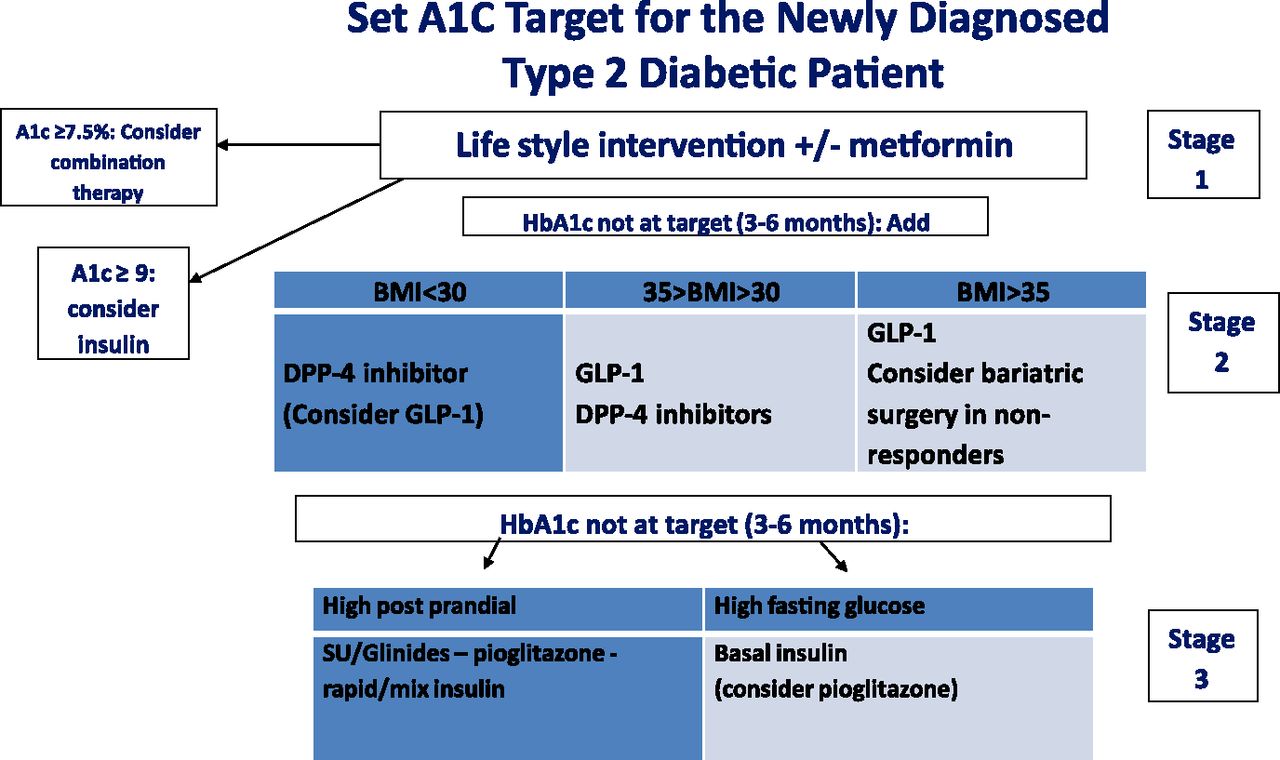 Set A1C Target for the Newly Diagnosed
Type 2 Diabetic Patient
A1c ≥7.5%: Consider
combination
therapy
Life style intervention +/- metformin
Stage
1
HbA1c not at target (3-6 months): Add
A1c ≥ 9:
consider
insulin
BMI<30
35>BMI>30
BMI>35
DPP-4 inhibitor
(Consider GLP-1)
GLP-1
DPP-4 inhibitors
GLP-1
Consider bariatric
surgery in non-
responders
Stage
2
HbA1c not at target (3-6 months):
High post prandial
High fasting glucose
SU/Glinides – pioglitazone -
rapid/mix insulin
Basal insulin
(consider pioglitazone)
Stage
3